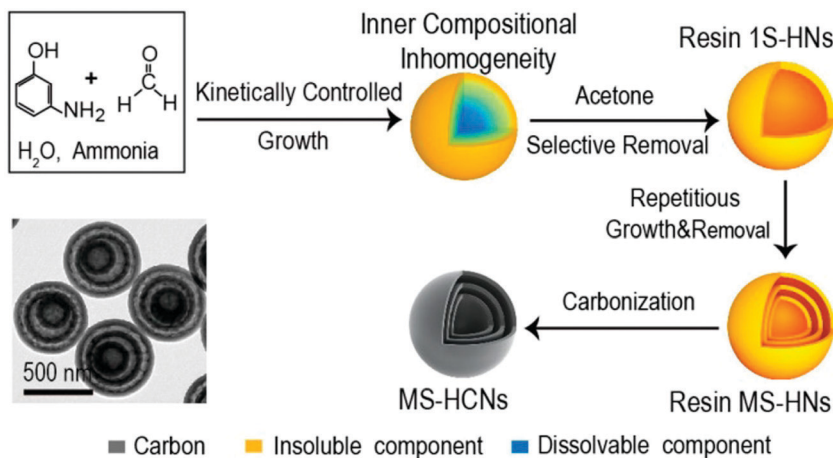 OH
NH₂
+
O
C
H H
H₂O, Ammonia
Kinetically Controlled
Growth
Inner Compositional
Inhomogeneity
Acetone
Selective Removal
Resin 1S-HNs
Repetitious
Growth&Removal
Resin MS-HNs
Carbonization
MS-HCNs
500 nm
Carbon
Insoluble component
Dissolvable component